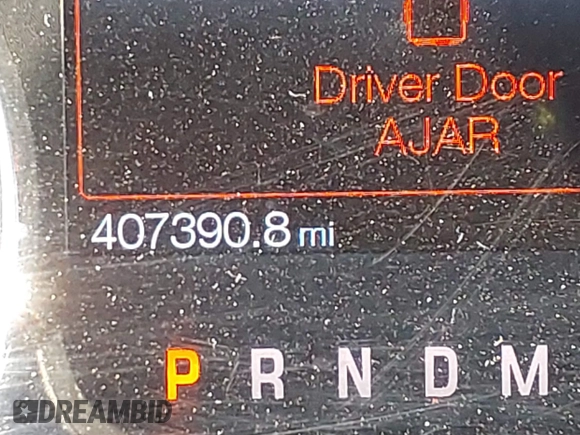 Driver Door
AJAR
407390.8 mi
P R N D M
DREAMBID